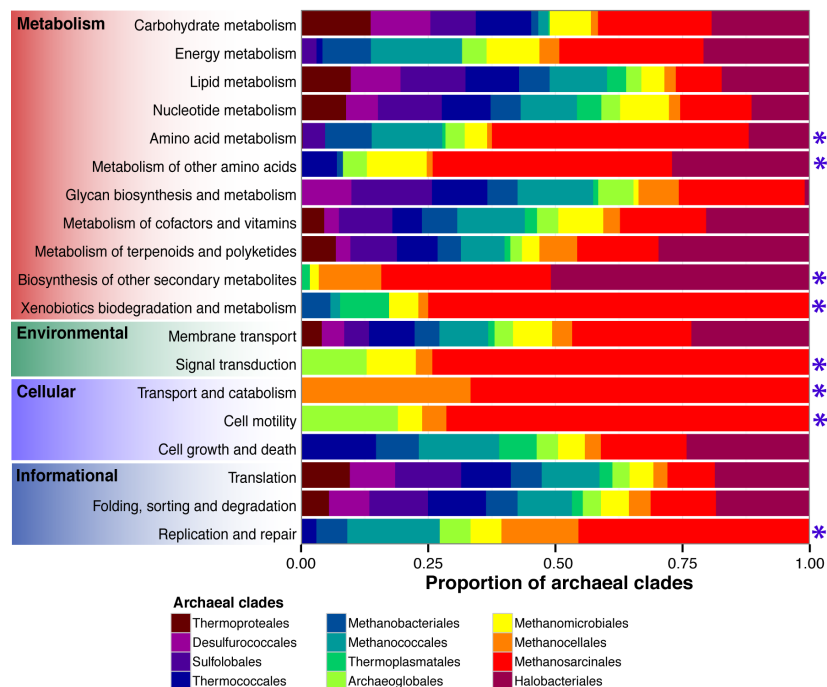 Metabolism
Carbohydrate metabolism
Energy metabolism
Lipid metabolism
Nucleotide metabolism
Amino acid metabolism *
Metabolism of other amino acids *
Glycan biosynthesis and metabolism
Metabolism of cofactors and vitamins
Metabolism of terpenoids and polyketides
Biosynthesis of other secondary metabolites *
Xenobiotics biodegradation and metabolism *
Environmental
Membrane transport
Signal transduction *
Cellular
Transport and catabolism *
Cell motility *
Cell growth and death
Informational
Translation
Folding, sorting and degradation
Replication and repair *
0.00 0.25 0.50 0.75 1.00
Proportion of archaeal clades
Archaeal clades
Thermoproteales
Desulfurococcales
Sulfolobales
Thermococcales
Methanobacteriales
Methanococcales
Thermoplasmatales
Archaeoglobales
Methanomicrobiales
Methanocellales
Methanosarcinales
Halobacteriales